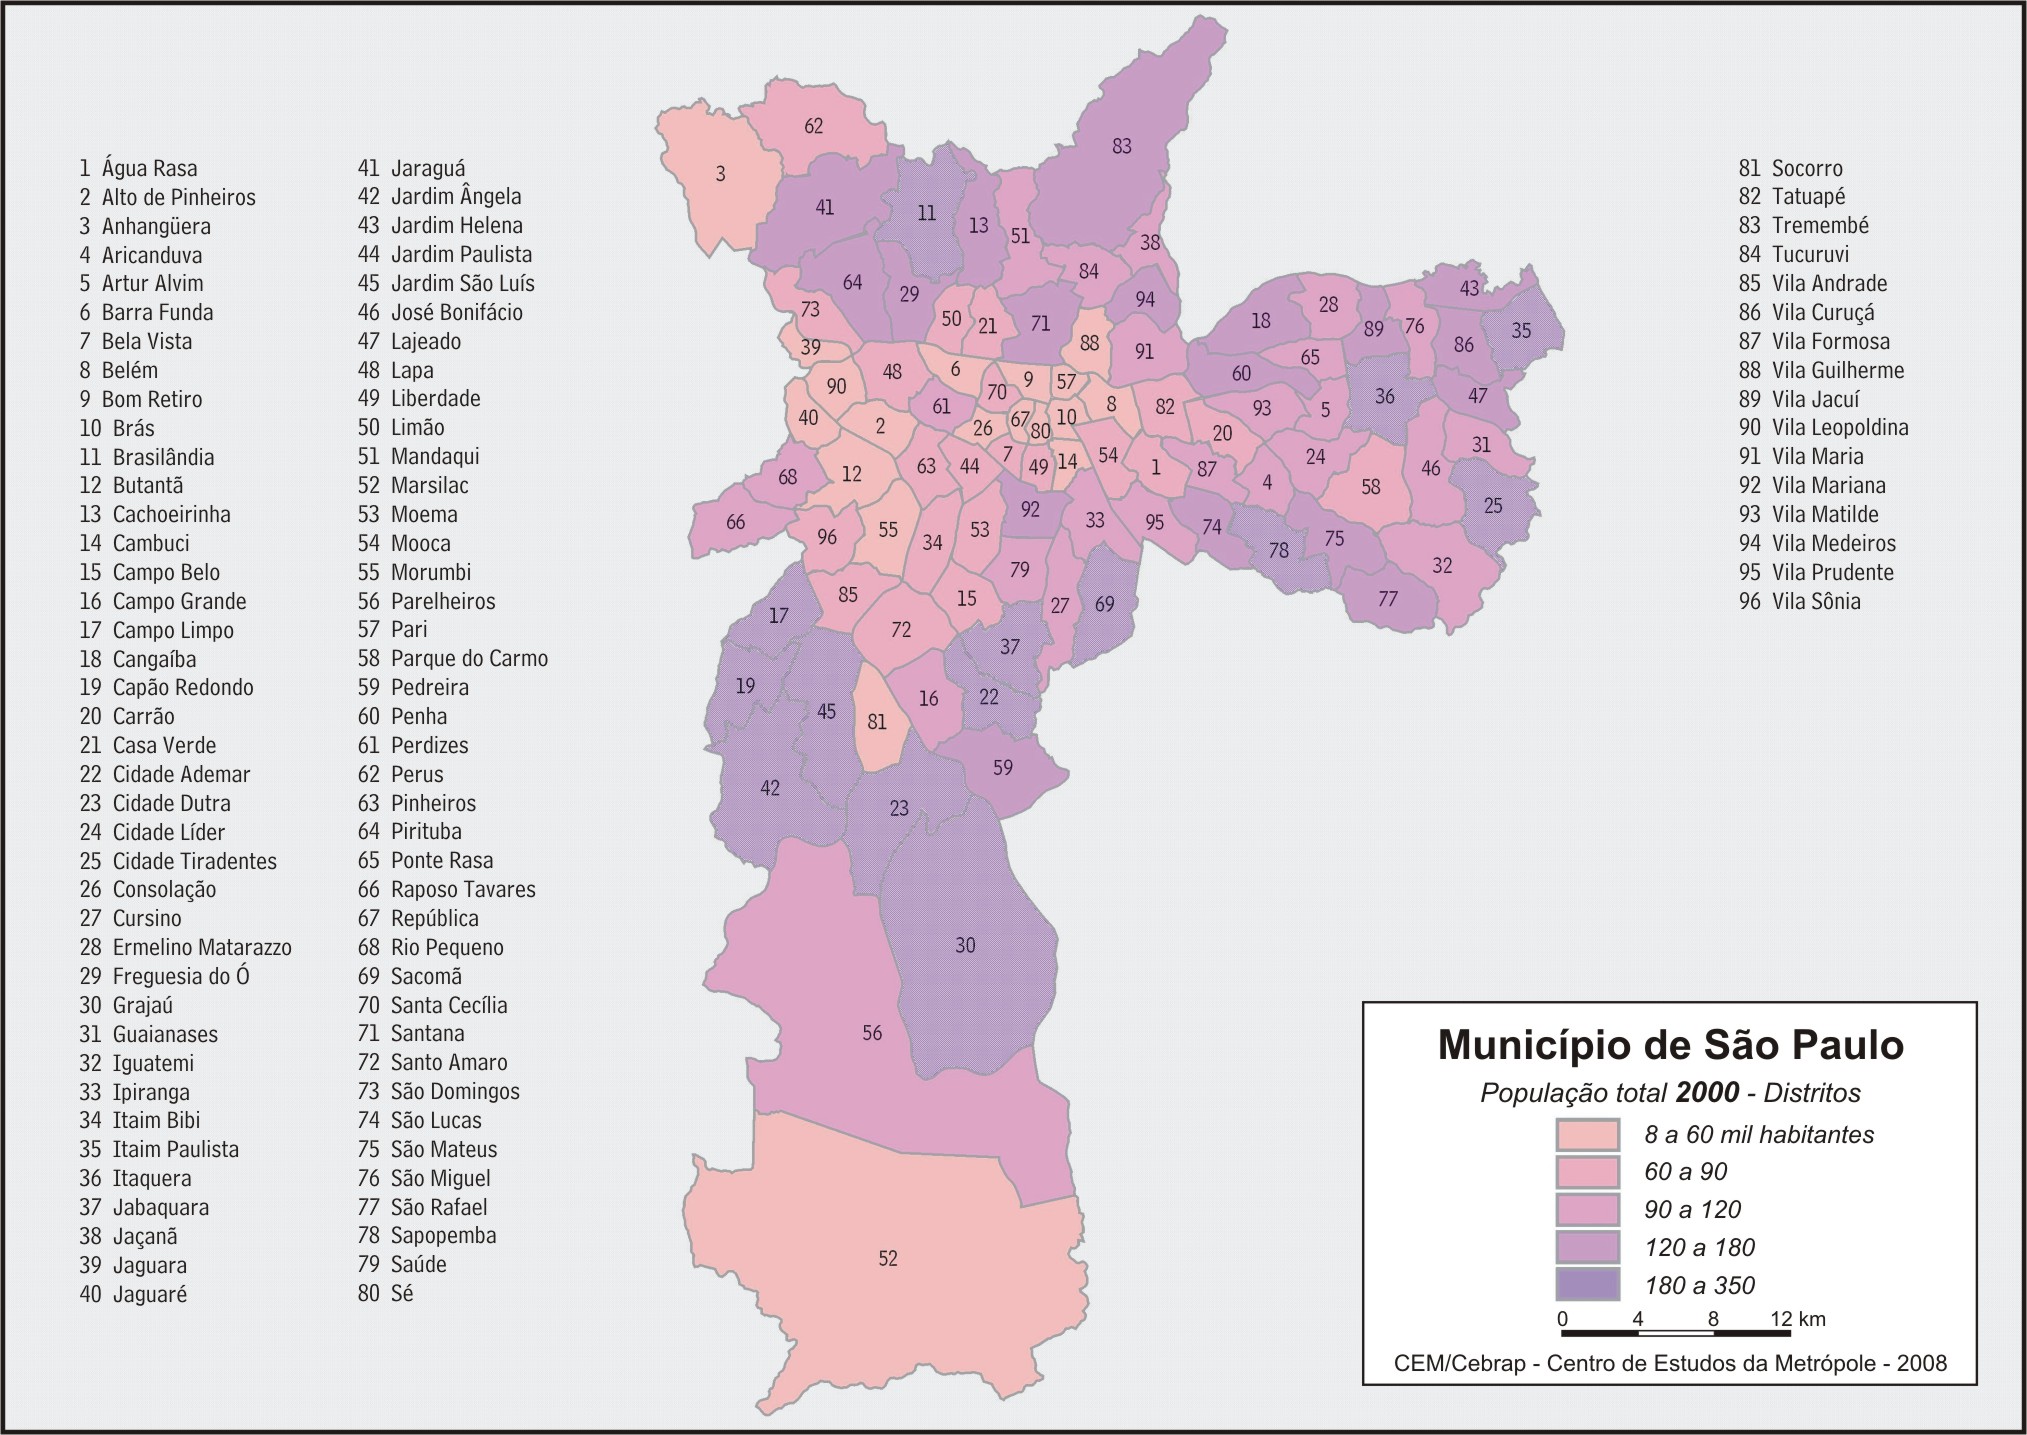 1 Água Rasa
2 Alto de Pinheiros
3 Anhangüera
4 Aricanduva
5 Artur Alvim
6 Barra Funda
7 Bela Vista
8 Belém
9 Bom Retiro
10 Brás
11 Brasilândia
12 Butantã
13 Cachoeirinha
14 Cambuci
15 Campo Belo
16 Campo Grande
17 Campo Limpo
18 Cangaíba
19 Capão Redondo
20 Carrão
21 Casa Verde
22 Cidade Ademar
23 Cidade Dutra
24 Cidade Líder
25 Cidade Tiradentes
26 Consolação
27 Cursino
28 Ermelino Matarazzo
29 Freguesia do Ó
30 Grajaú
31 Guaianases
32 Iguatemi
33 Ipiranga
34 Itaim Bibi
35 Itaim Paulista
36 Itaquera
37 Jabaquara
38 Jaçanã
39 Jaguara
40 Jaguaré
41 Jaraguá
42 Jardim Ângela
43 Jardim Helena
44 Jardim Paulista
45 Jardim São Luís
46 José Bonifácio
47 Lajeado
48 Lapa
49 Liberdade
50 Limão
51 Mandaqui
52 Marsilac
53 Moema
54 Mooca
55 Morumbi
56 Parelheiros
57 Pari
58 Parque do Carmo
59 Pedreira
60 Penha
61 Perdizes
62 Perus
63 Pinheiros
64 Pirituba
65 Ponte Rasa
66 Raposo Tavares
67 República
68 Rio Pequeno
69 Sacomã
70 Santa Cecília
71 Santana
72 Santo Amaro
73 São Domingos
74 São Lucas
75 São Mateus
76 São Miguel
77 São Rafael
78 Sapopemba
79 Saúde
80 Sé
62
83
3
41
11
13
51
38
84
64
29
94
43
73
50
21
71
18
28
89
76
35
88
86
39
91
65
48
6
60
90
9
57
70
36
47
61
40
8
82
93
5
2
26
67
80
10
20
31
63
44
7
49
14
54
1
87
24
46
68
12
4
58
25
66
96
55
34
53
92
33
95
74
78
75
32
79
77
85
15
27
69
17
72
37
19
45
81
16
22
42
23
59
30
56
52
81 Socorro
82 Tatuapé
83 Tremembé
84 Tucuruvi
85 Vila Andrade
86 Vila Curuçá
87 Vila Formosa
88 Vila Guilherme
89 Vila Jacuí
90 Vila Leopoldina
91 Vila Maria
92 Vila Mariana
93 Vila Matilde
94 Vila Medeiros
95 Vila Prudente
96 Vila Sônia
Município de São Paulo
População total 2000 - Distritos
8 a 60 mil habitantes
60 a 90
90 a 120
120 a 180
180 a 350
0 4 8 12 km
CEM/Cebrap - Centro de Estudos da Metrópole - 2008